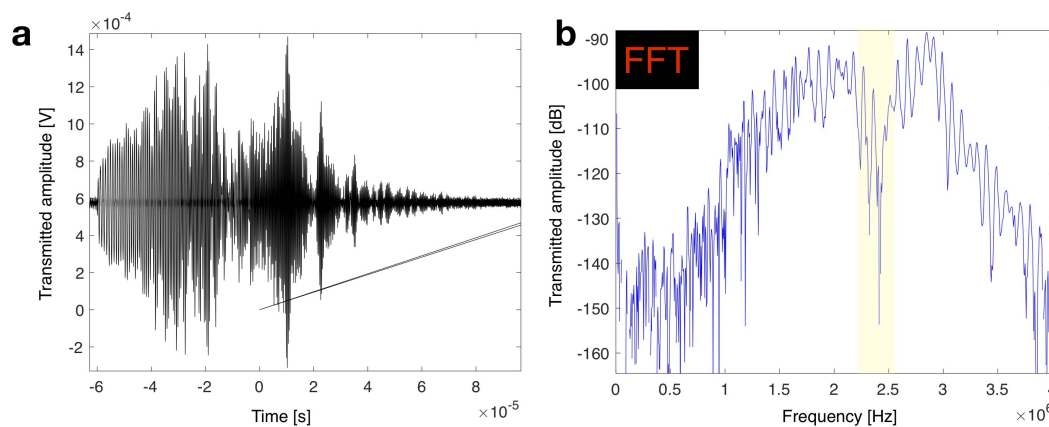 a
×10⁻⁴
14
12
10
8
6
4
2
0
-2
Transmitted amplitude [V]
-6 -4 -2 0 2 4 6 8
Time [s]
×10⁻⁵
b
FFT
-90
-100
-110
-120
-130
-140
-150
-160
Transmitted amplitude [dB]
0 0.5 1 1.5 2 2.5 3 3.5
Frequency [Hz]
×10⁶